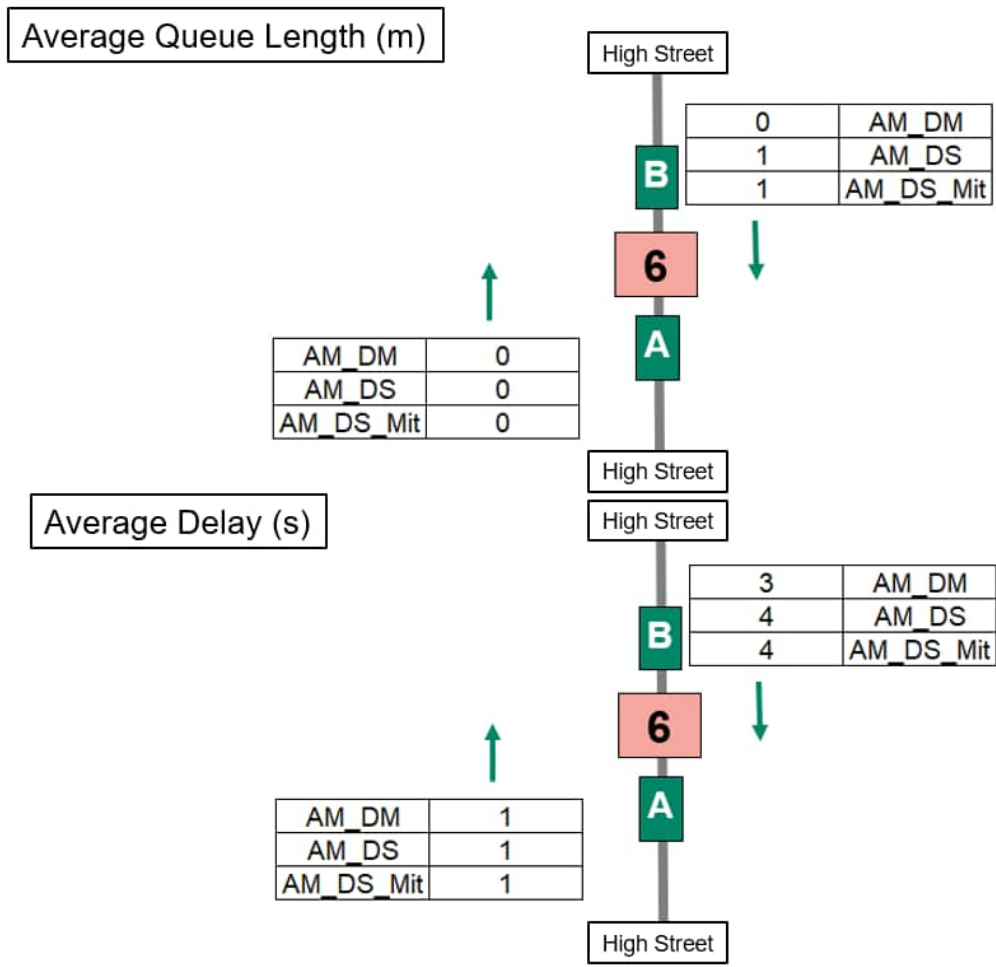 Average Queue Length (m)
High Street
0 AM_DM
1 AM_DS
1 AM_DS_Mit
B
6
A
AM_DM 0
AM_DS 0
AM_DS_Mit 0
High Street
Average Delay (s)
High Street
3 AM_DM
4 AM_DS
4 AM_DS_Mit
B
6
A
AM_DM 1
AM_DS 1
AM_DS_Mit 1
High Street